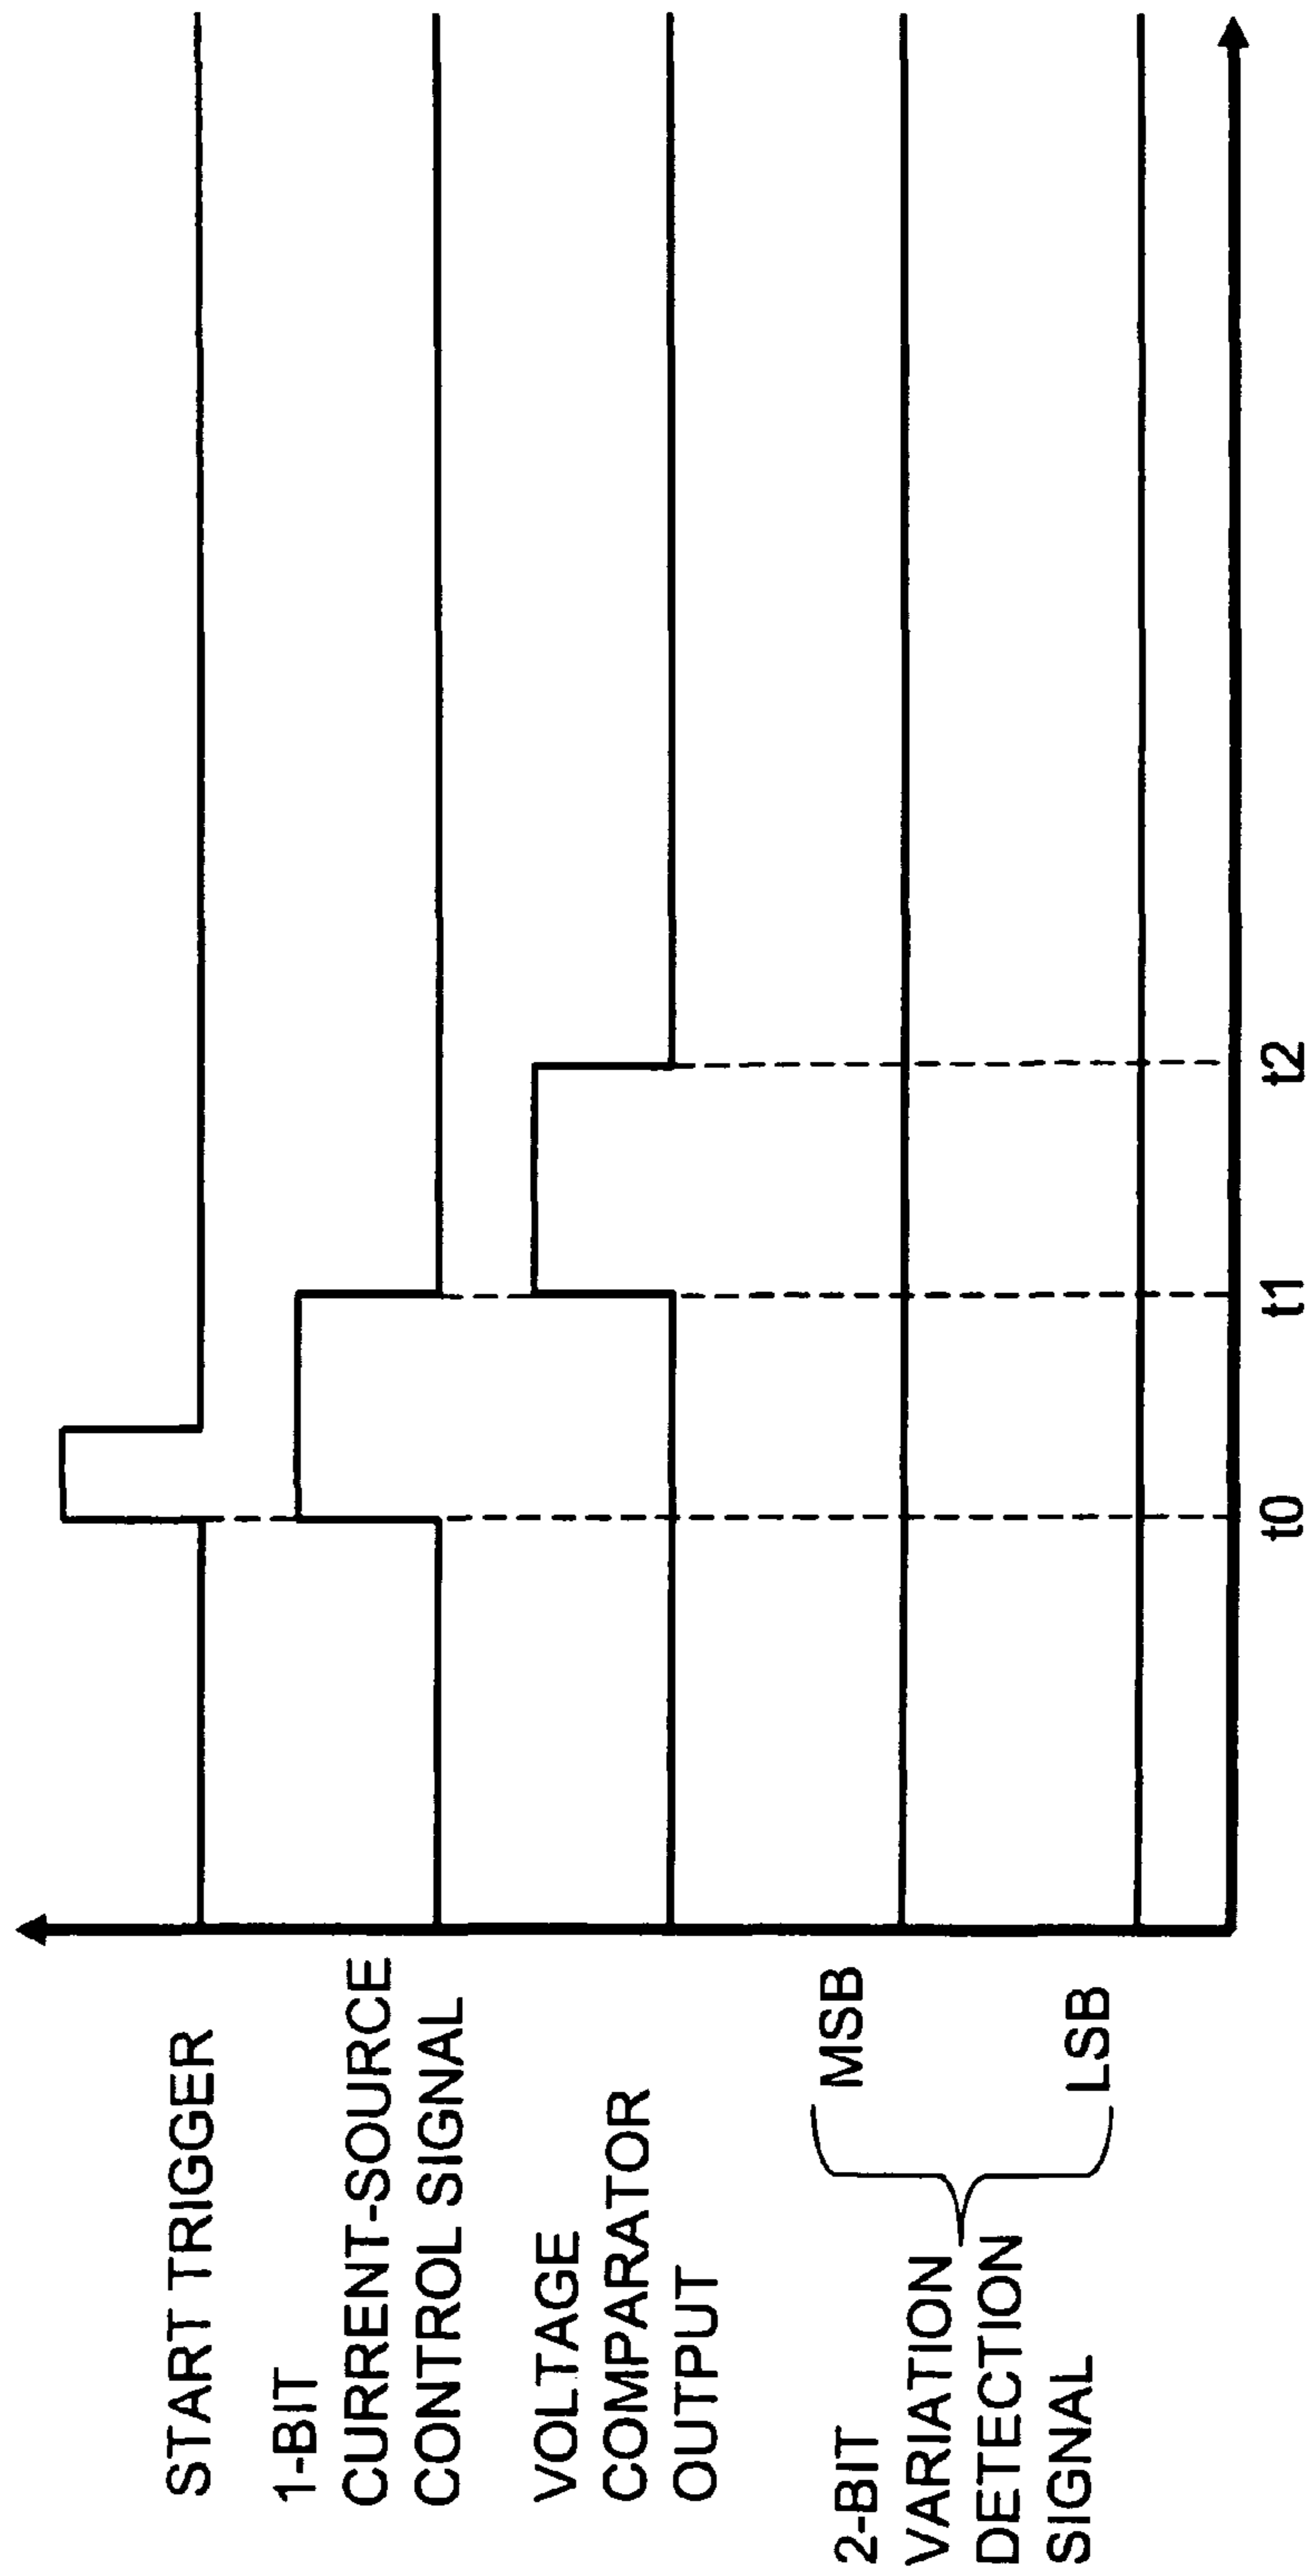 START TRIGGER
1-BIT
CURRENT-SOURCE
CONTROL SIGNAL
VOLTAGE
COMPARATOR
OUTPUT
2-BIT
VARIATION
DETECTION
SIGNAL
MSB
LSB
t0
t1
t2